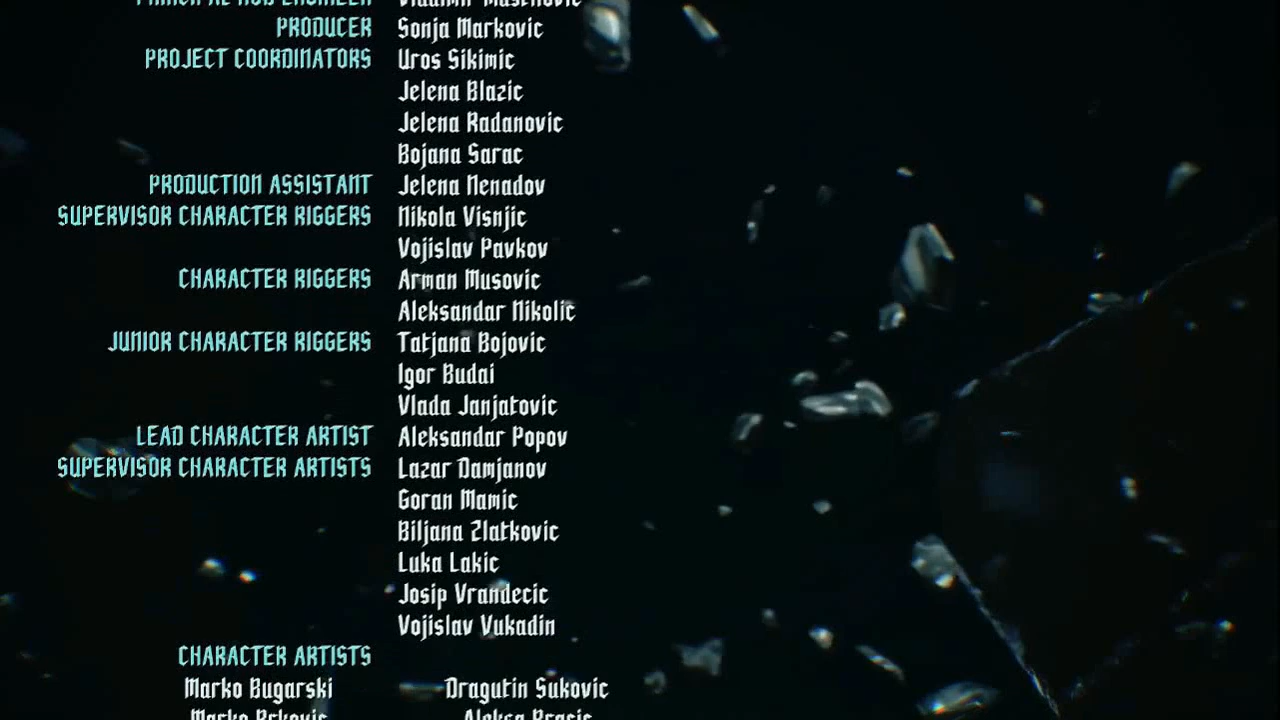 PRODUCER Sonja Markovic
PROJECT COORDINATORS Uros Sikimic
Jelena Blazic
Jelena Radanovic
Bojana Sarac
PRODUCTION ASSISTANT Jelena Nenadov
SUPERVISOR CHARACTER RIGGERS Nikola Visnjic
Vojislav Pavkov
CHARACTER RIGGERS Arman Musovic
Aleksandar Nikolic
JUNIOR CHARACTER RIGGERS Tatjana Bojovic
Igor Budai
Vlada Janjatovic
LEAD CHARACTER ARTIST Aleksandar Popov
SUPERVISOR CHARACTER ARTISTS Lazar Damjanov
Goran Mamic
Biljana Zlatkovic
Luka Lakic
Josip Vrandecic
Vojislav Vukadin
CHARACTER ARTISTS
Marko Bugarski Dragutin Sukovic